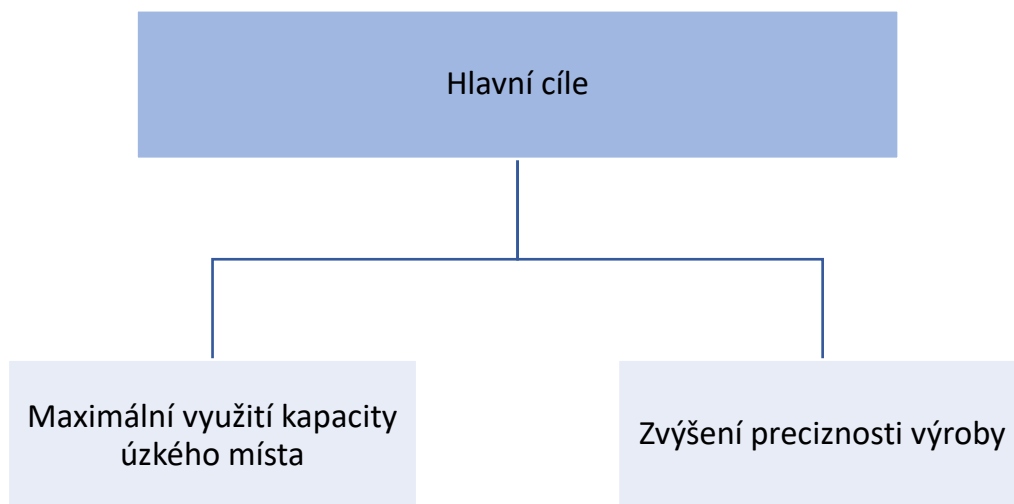 Hlavní cíle
Maximální využití kapacity
úzkého místa
Zvýšení preciznosti výroby